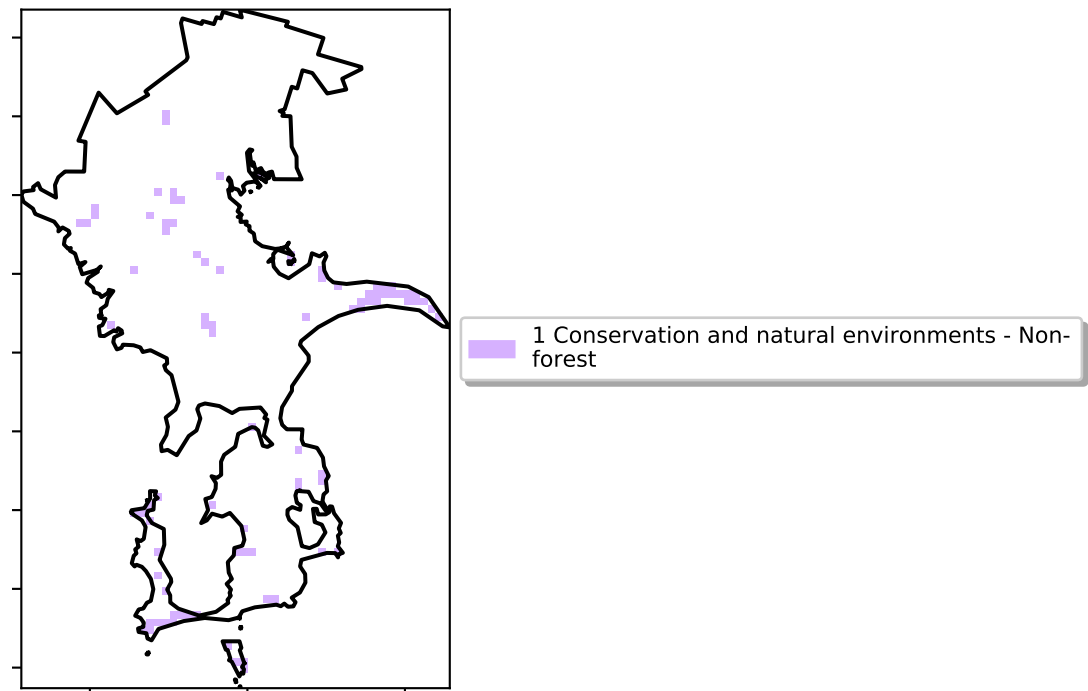 1 Conservation and natural environments - Non-
forest